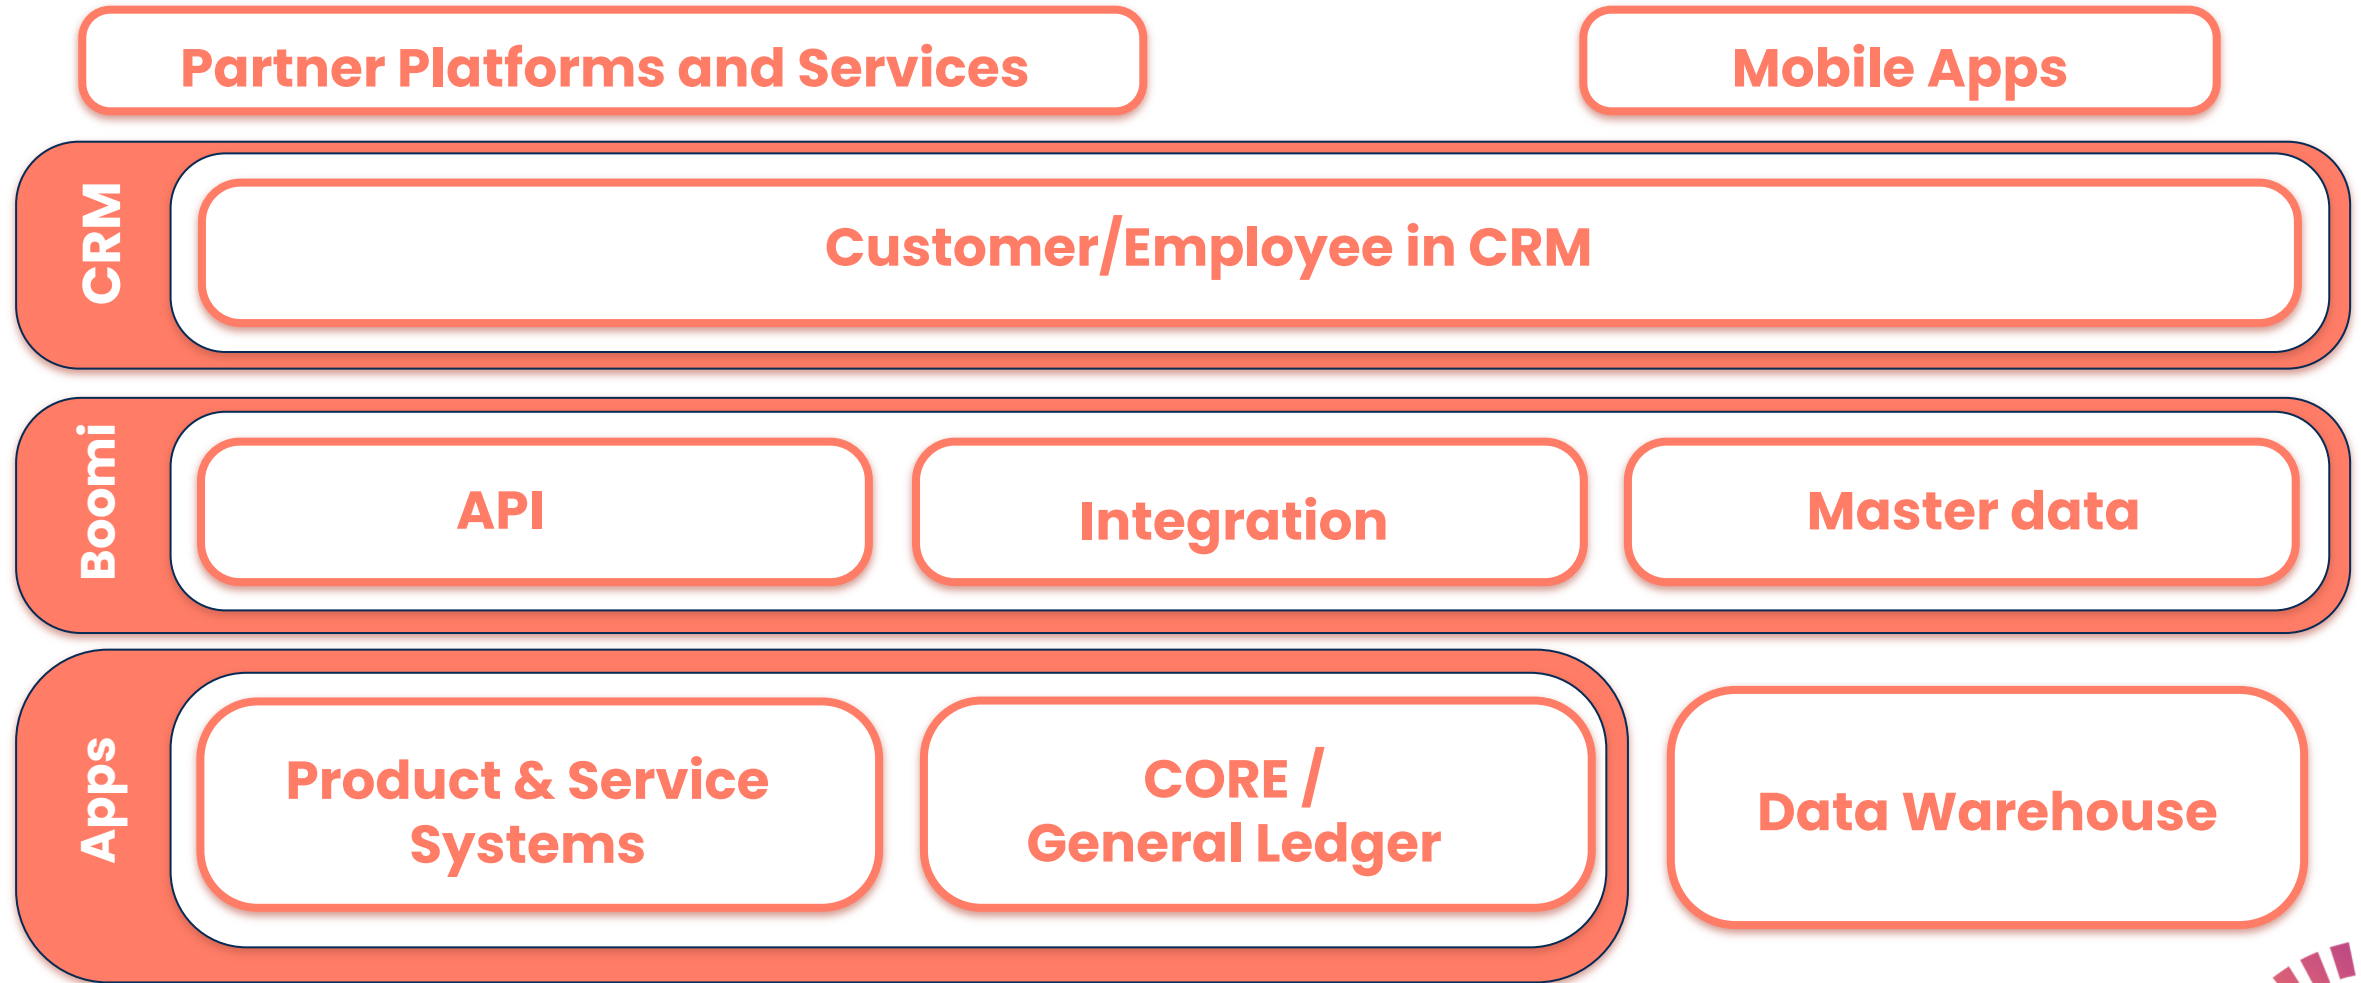 Partner Platforms and Services
Mobile Apps
CRM
Customer/Employee in CRM
Boomi
API
Integration
Master data
Apps
Product & Service
Systems
CORE /
General Ledger
Data Warehouse